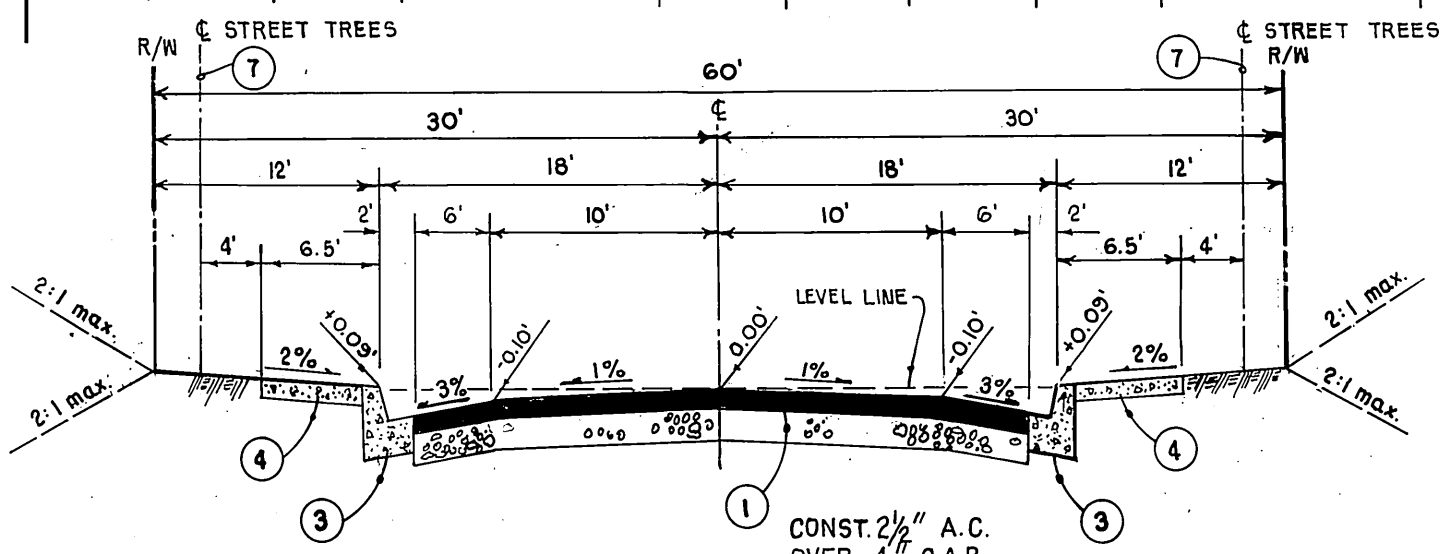 ℄ STREET TREES ℄ STREET TREES
R/W R/W
7 7
60'
℄
30' 30'
12' 18' 18' 12'
2' 6' 10' 10' 6' 2'
4' 6.5' 6.5' 4'
2:1 max. LEVEL LINE 2:1 max.
+0.09' -0.10' 0.00' -0.10' +0.09'
2% 3% 1% 1% 3% 2%
2:1 max. 2:1 max.
4 4
3 1 3
CONST. 2½" A.C.
OVER 4" C.A.B.